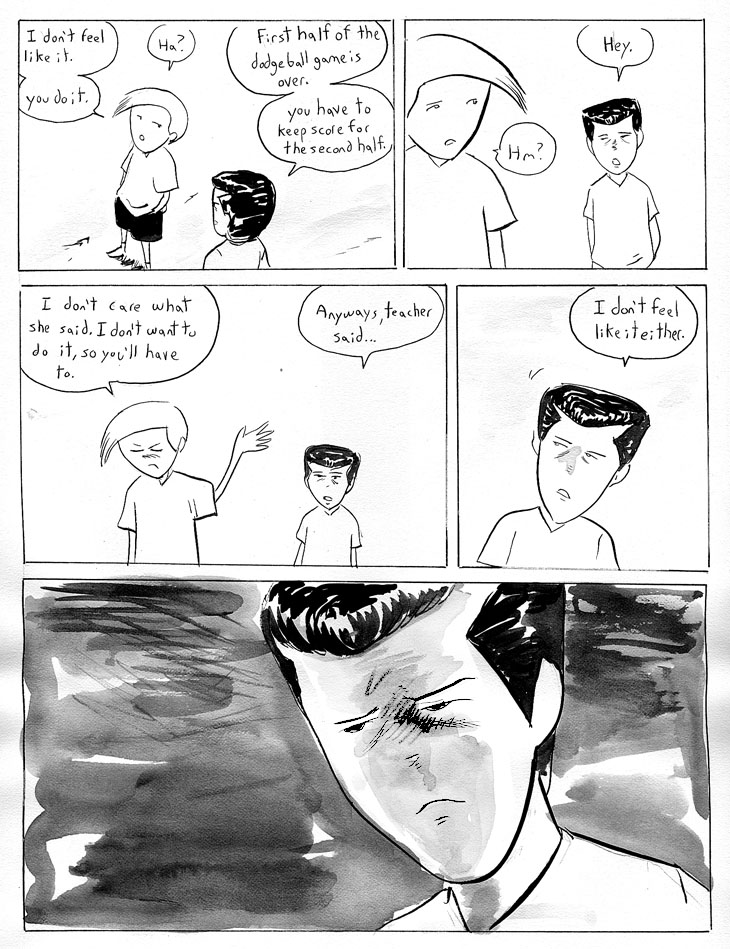 Hey.
Hm?
First half of the
dodgeball game is
over.
you have to
keep score for
the second half.
Ha?
I don't feel
like it.
you do it.
I don't feel
like it either.
Anyways, teacher
said...
I don't care what
she said. I don't want to
do it, so you'll have
to.